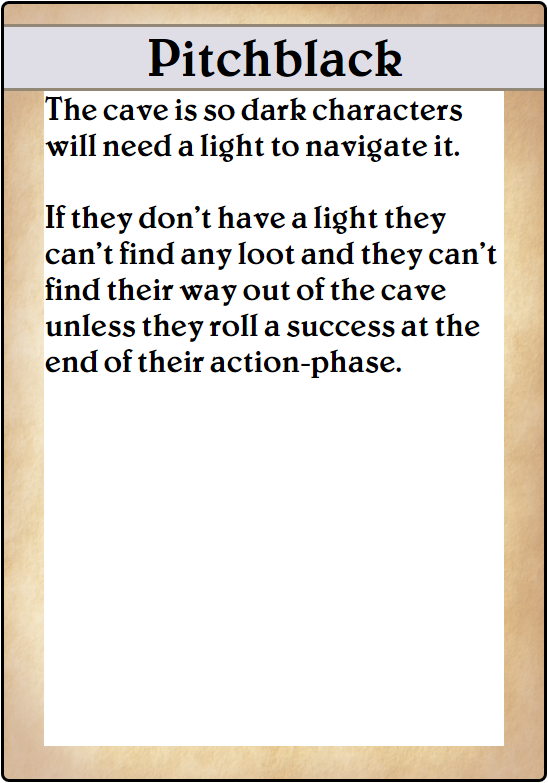 Pitchblack
The cave is so dark characters
will need a light to navigate it.
If they don’t have a light they
can’t find any loot and they can’t
find their way out of the cave
unless they roll a success at the
end of their action-phase.